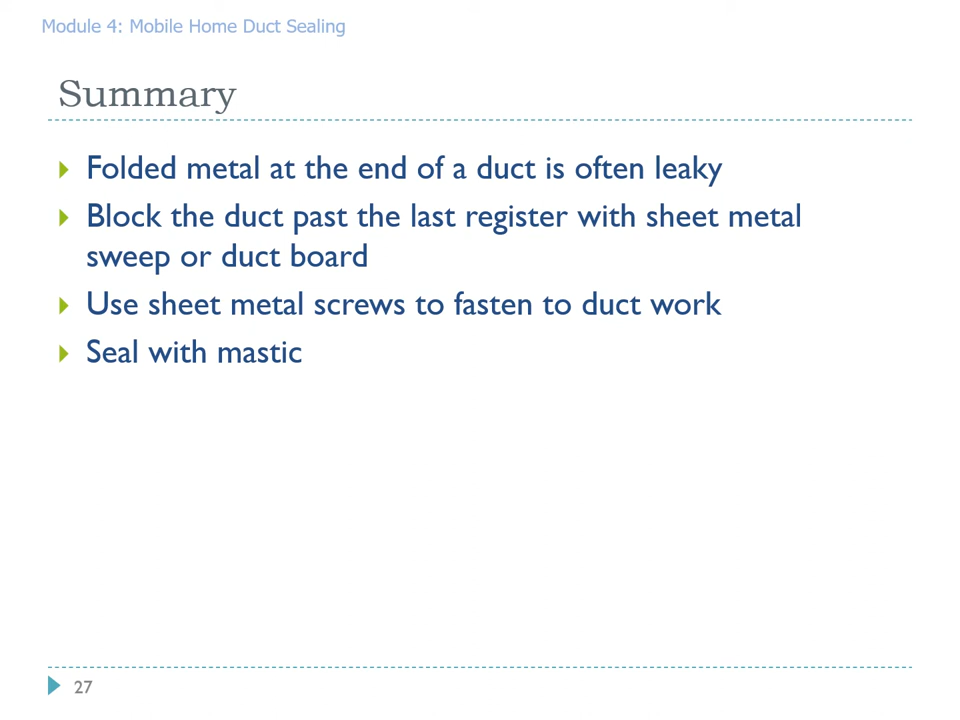 Module 4: Mobile Home Duct Sealing
Summary
Folded metal at the end of a duct is often leaky
Block the duct past the last register with sheet metal
sweep or duct board
Use sheet metal screws to fasten to duct work
Seal with mastic
27